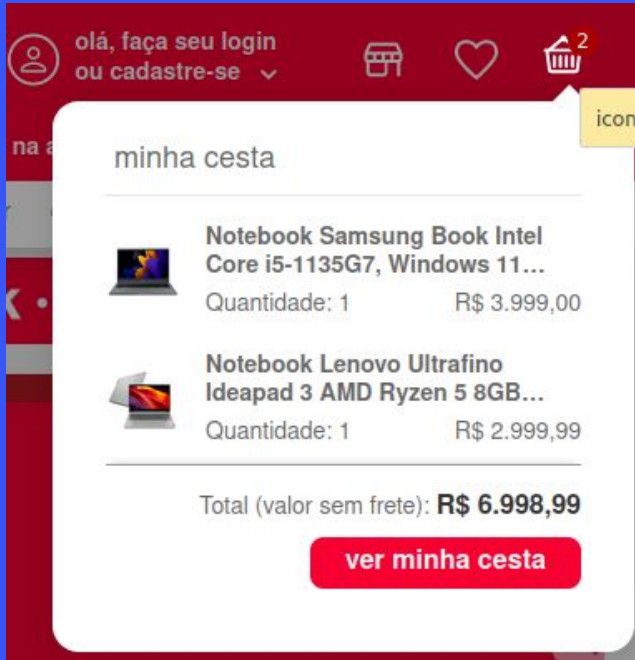 olá, faça seu login
ou cadastre-se
2
icon
na a
minha cesta
Notebook Samsung Book Intel
Core i5-1135G7, Windows 11...
Quantidade: 1 R$ 3.999,00
Notebook Lenovo Ultrafino
Ideapad 3 AMD Ryzen 5 8GB...
Quantidade: 1 R$ 2.999,99
Total (valor sem frete): R$ 6.998,99
ver minha cesta